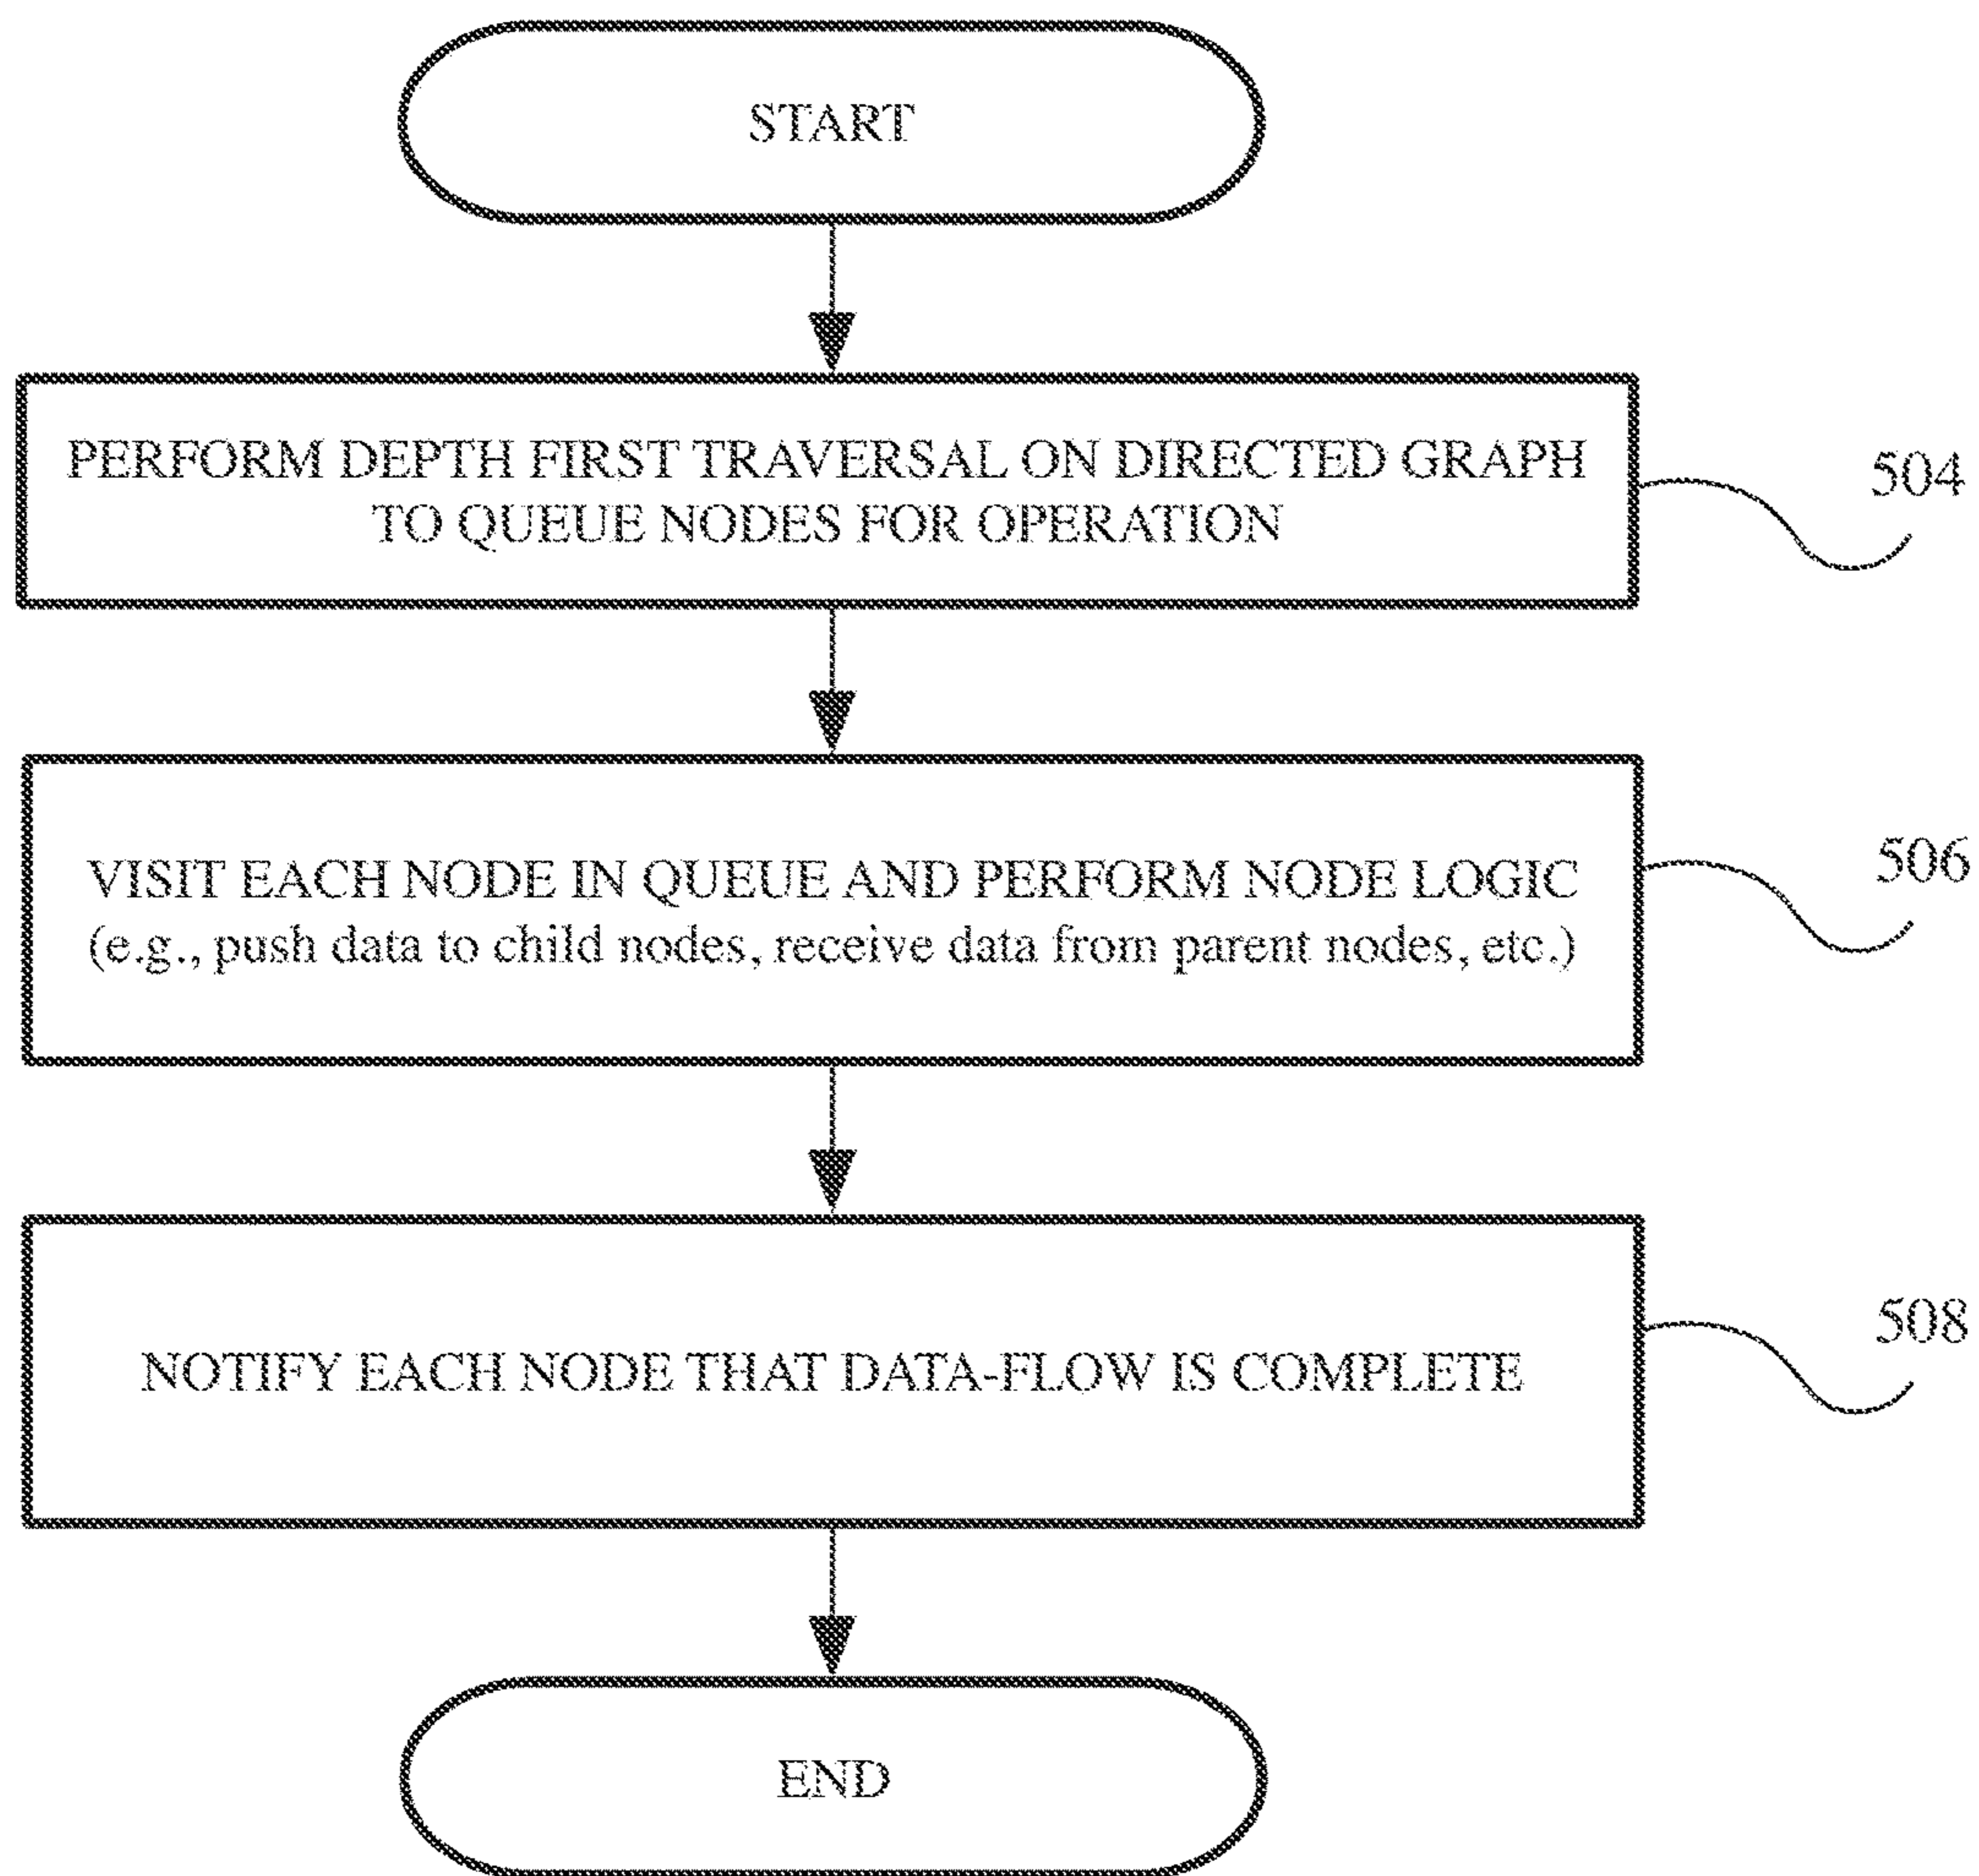 START
PERFORM DEPTH FIRST TRAVERSAL ON DIRECTED GRAPH
TO QUEUE NODES FOR OPERATION
504
VISIT EACH NODE IN QUEUE AND PERFORM NODE LOGIC
(e.g., push data to child nodes, receive data from parent nodes, etc.)
506
NOTIFY EACH NODE THAT DATA-FLOW IS COMPLETE
508
END